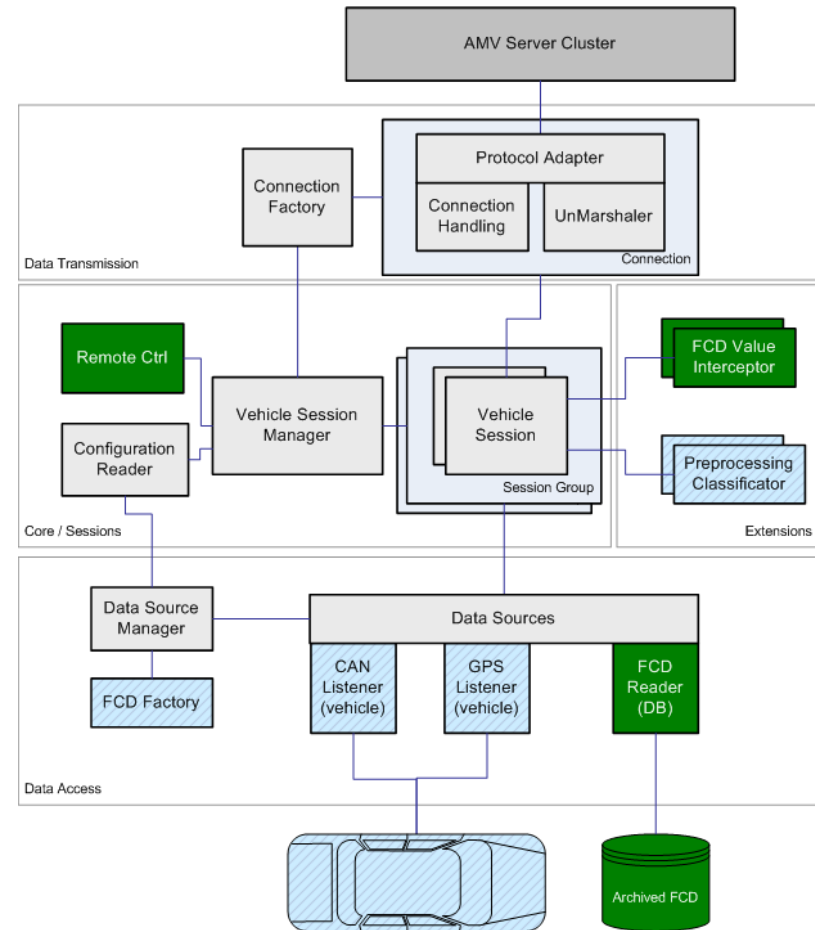 AMV Server Cluster
Protocol Adapter
Connection
Factory
Connection
Handling
UnMarshaler
Connection
Data Transmission
Remote Ctrl
FCD Value
Interceptor
Vehicle Session
Manager
Vehicle
Session
Configuration
Reader
Preprocessing
Classificator
Session Group
Core / Sessions
Extensions
Data Source
Manager
Data Sources
CAN
Listener
(vehicle)
GPS
Listener
(vehicle)
FCD
Reader
(DB)
FCD Factory
Data Access
Archived FCD